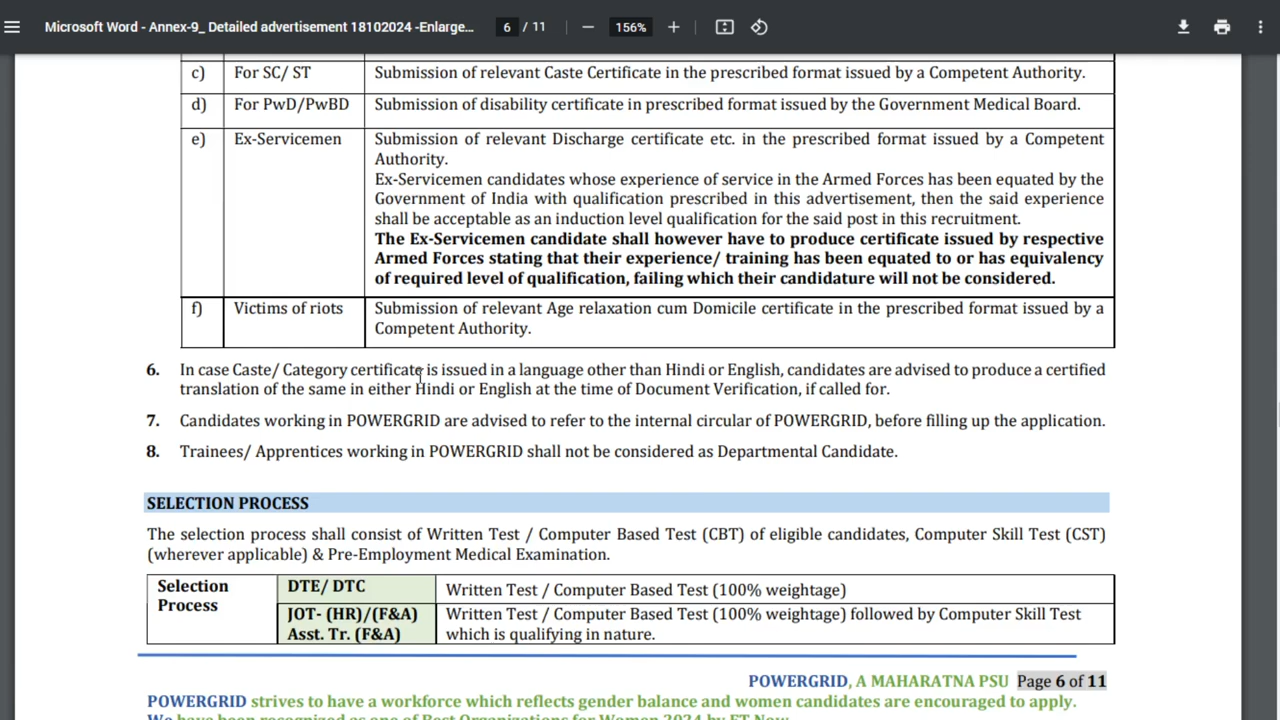 Microsoft Word - Annex-9_ Detailed advertisement 18102024 -Enlarge... 6 / 11 156%
c) For SC/ ST Submission of relevant Caste Certificate in the prescribed format issued by a Competent Authority.
d) For PwD/PwBD Submission of disability certificate in prescribed format issued by the Government Medical Board.
e) Ex-Servicemen Submission of relevant Discharge certificate etc. in the prescribed format issued by a Competent
Authority.
Ex-Servicemen candidates whose experience of service in the Armed Forces has been equated by the
Government of India with qualification prescribed in this advertisement, then the said experience
shall be acceptable as an induction level qualification for the said post in this recruitment.
The Ex-Servicemen candidate shall however have to produce certificate issued by respective
Armed Forces stating that their experience/ training has been equated to or has equivalency
of required level of qualification, failing which their candidature will not be considered.
f) Victims of riots Submission of relevant Age relaxation cum Domicile certificate in the prescribed format issued by a
Competent Authority.
6. In case Caste/ Category certificate is issued in a language other than Hindi or English, candidates are advised to produce a certified
translation of the same in either Hindi or English at the time of Document Verification, if called for.
7. Candidates working in POWERGRID are advised to refer to the internal circular of POWERGRID, before filling up the application.
8. Trainees/ Apprentices working in POWERGRID shall not be considered as Departmental Candidate.
SELECTION PROCESS
The selection process shall consist of Written Test / Computer Based Test (CBT) of eligible candidates, Computer Skill Test (CST)
(wherever applicable) & Pre-Employment Medical Examination.
Selection
Process
DTE/ DTC Written Test / Computer Based Test (100% weightage)
JOT- (HR)/(F&A)
Asst. Tr. (F&A)
Written Test / Computer Based Test (100% weightage) followed by Computer Skill Test
which is qualifying in nature.
POWERGRID, A MAHARATNA PSU Page 6 of 11
POWERGRID strives to have a workforce which reflects gender balance and women candidates are encouraged to apply.
We have been recognized as one of Best Organizations for Women 2024 by ET Now